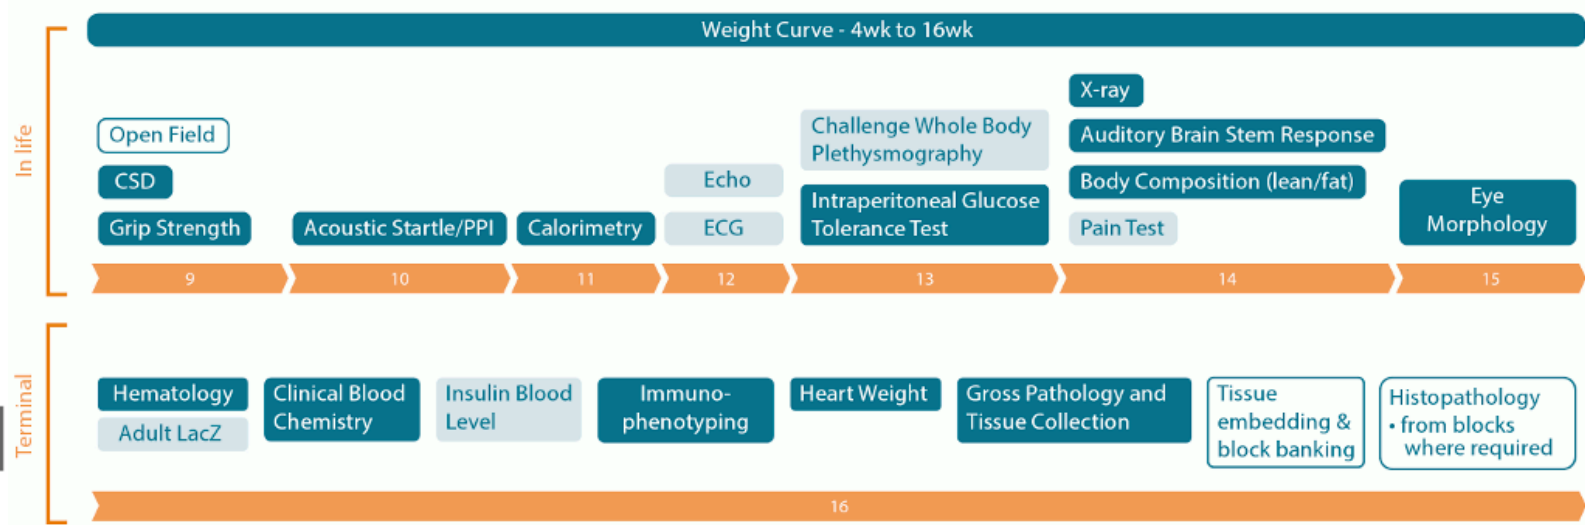 Weight Curve - 4wk to 16wk
In life
Open Field
CSD
Grip Strength
Acoustic Startle/PPI
Calorimetry
Echo
ECG
Challenge Whole Body
Plethysmography
Intraperitoneal Glucose
Tolerance Test
X-ray
Auditory Brain Stem Response
Body Composition (lean/fat)
Pain Test
Eye
Morphology
9
10
11
12
13
14
15
Terminal
Hematology
Adult LacZ
Clinical Blood
Chemistry
Insulin Blood
Level
Immuno-
phenotyping
Heart Weight
Gross Pathology and
Tissue Collection
Tissue
embedding &
block banking
Histopathology
• from blocks
where required
16